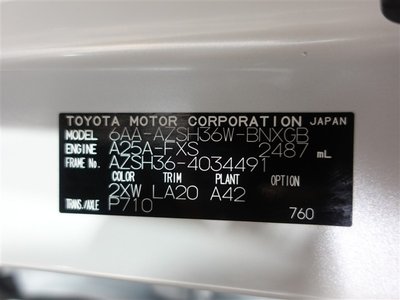 TOYOTA MOTOR CORPORATION JAPAN
MODEL 6AA-AZSH36W-BNXGB
ENGINE A25A-FXS 2487 mL
FRAME No. AZSH36-4034491
COLOR TRIM PLANT OPTION
2XW LA20 A42
TRANS./AXLE P710
760